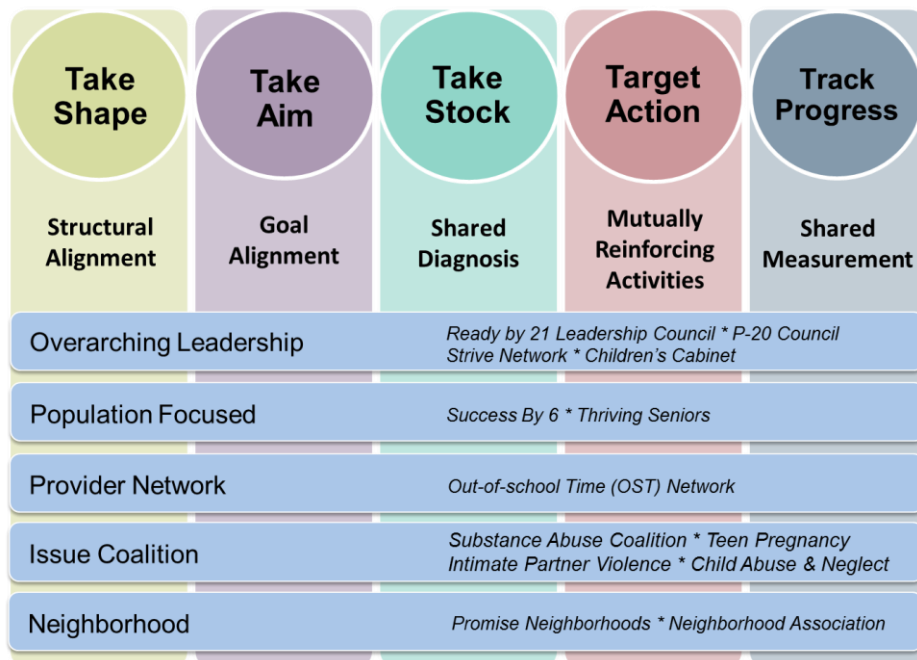 Take
Shape
Take
Aim
Take
Stock
Target
Action
Track
Progress
Structural
Alignment
Goal
Alignment
Shared
Diagnosis
Mutually
Reinforcing
Activities
Shared
Measurement
Overarching Leadership
Ready by 21 Leadership Council * P-20 Council
Strive Network * Children’s Cabinet
Population Focused
Success By 6 * Thriving Seniors
Provider Network
Out-of-school Time (OST) Network
Issue Coalition
Substance Abuse Coalition * Teen Pregnancy
Intimate Partner Violence * Child Abuse & Neglect
Neighborhood
Promise Neighborhoods * Neighborhood Association